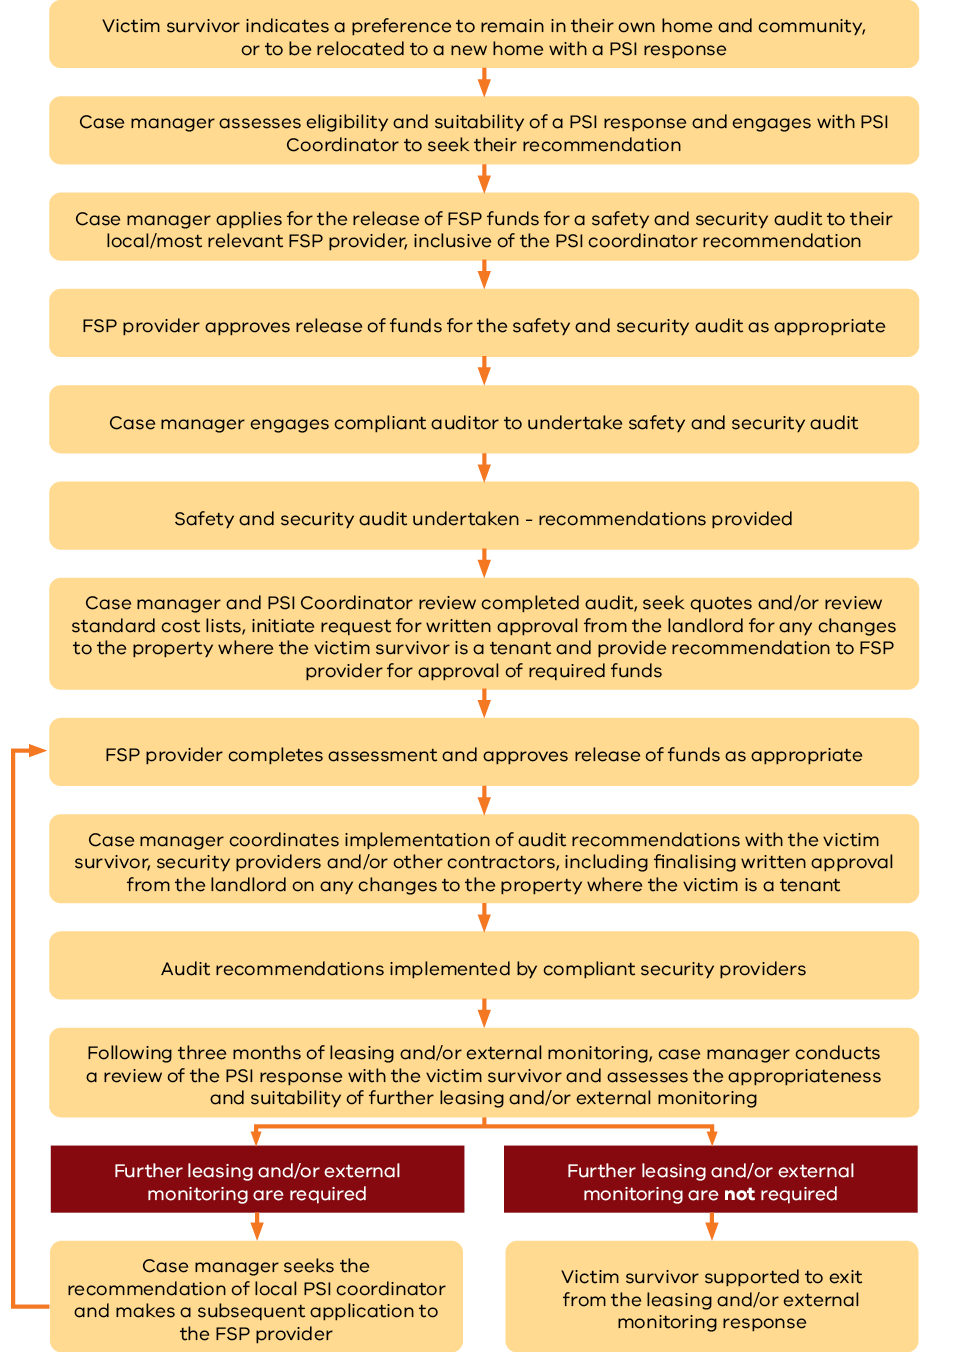 Victim survivor indicates a preference to remain in their own home and community,
or to be relocated to a new home with a PSI response
Case manager assesses eligibility and suitability of a PSI response and engages with PSI
Coordinator to seek their recommendation
Case manager applies for the release of FSP funds for a safety and security audit to their
local/most relevant FSP provider, inclusive of the PSI coordinator recommendation
FSP provider approves release of funds for the safety and security audit as appropriate
Case manager engages compliant auditor to undertake safety and security audit
Safety and security audit undertaken - recommendations provided
Case manager and PSI Coordinator review completed audit, seek quotes and/or review
standard cost lists, initiate request for written approval from the landlord for any changes
to the property where the victim survivor is a tenant and provide recommendation to FSP
provider for approval of required funds
FSP provider completes assessment and approves release of funds as appropriate
Case manager coordinates implementation of audit recommendations with the victim
survivor, security providers and/or other contractors, including finalising written approval
from the landlord on any changes to the property where the victim is a tenant
Audit recommendations implemented by compliant security providers
Following three months of leasing and/or external monitoring, case manager conducts
a review of the PSI response with the victim survivor and assesses the appropriateness
and suitability of further leasing and/or external monitoring
Further leasing and/or external
monitoring are required
Further leasing and/or external
monitoring are not required
Case manager seeks the
recommendation of local PSI coordinator
and makes a subsequent application to
the FSP provider
Victim survivor supported to exit
from the leasing and/or external
monitoring response